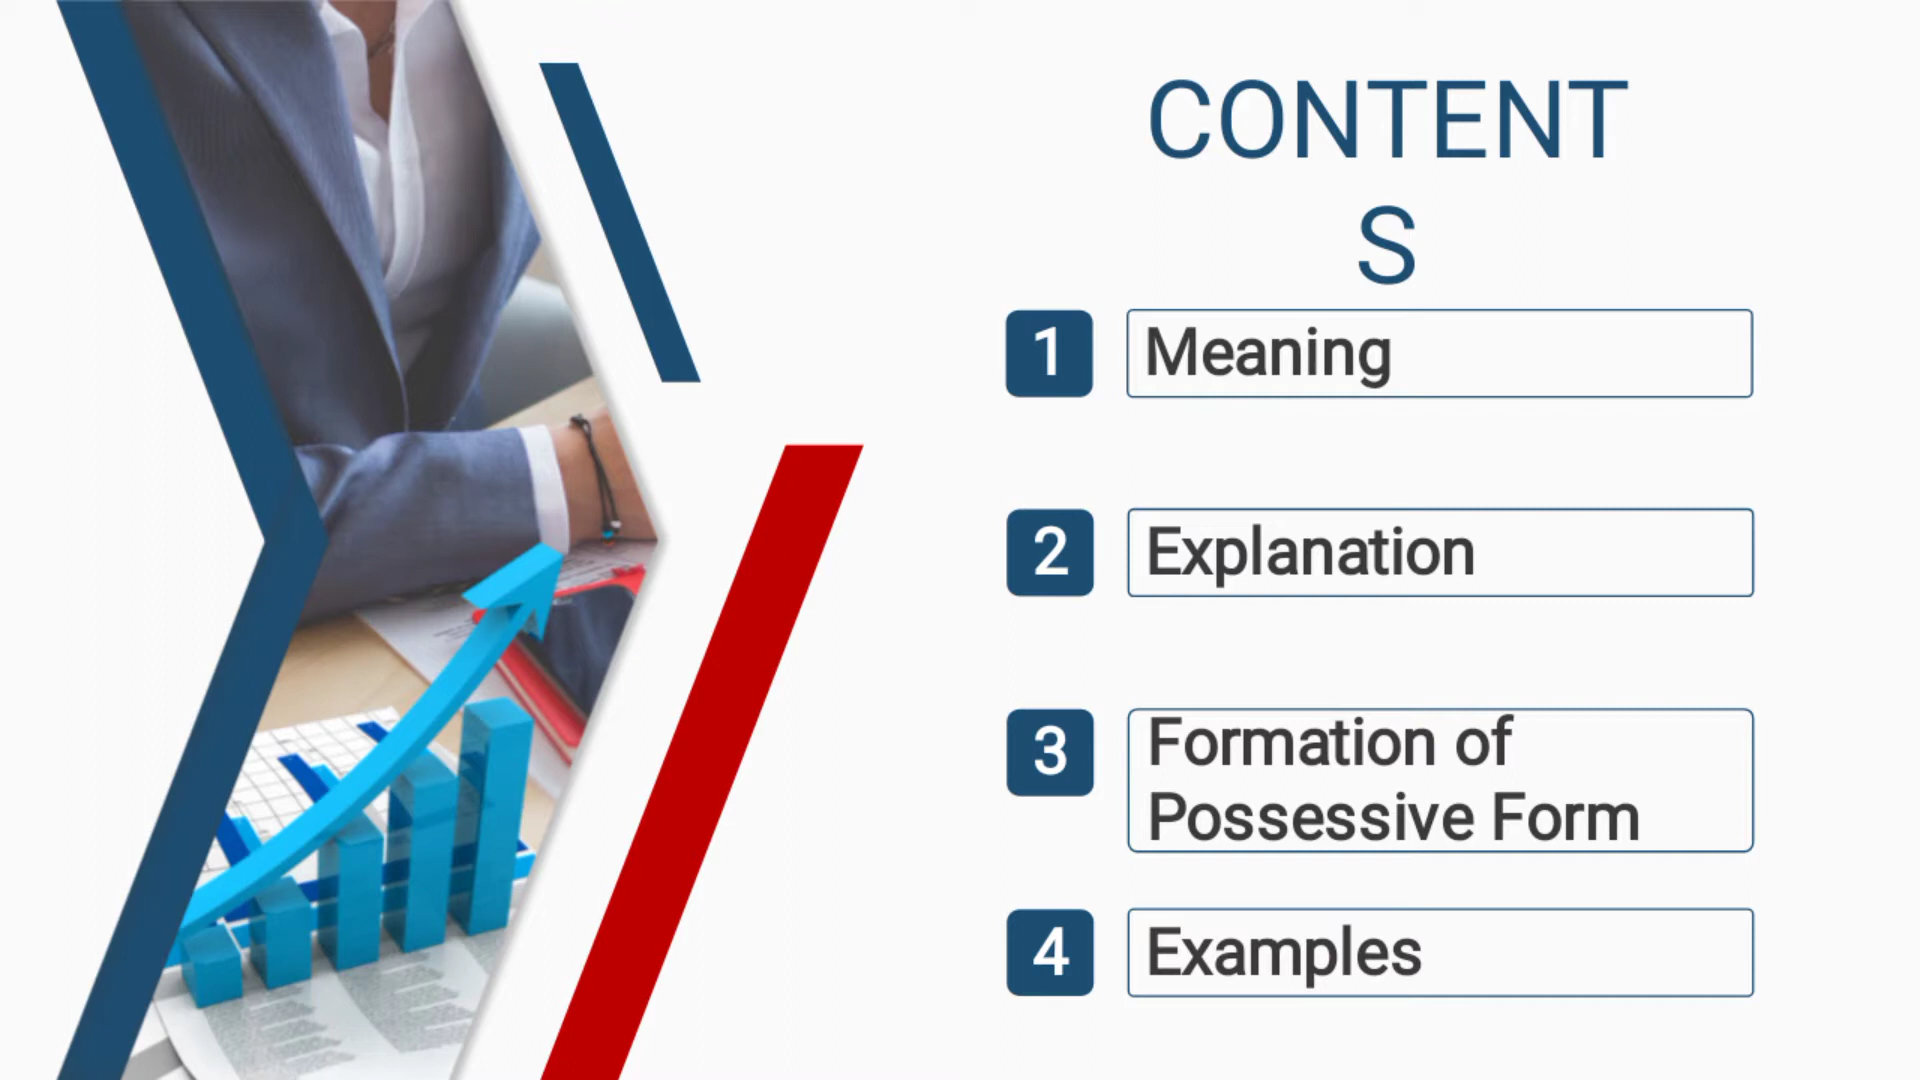 CONTENT
S
1 Meaning
2 Explanation
3 Formation of
Possessive Form
4 Examples